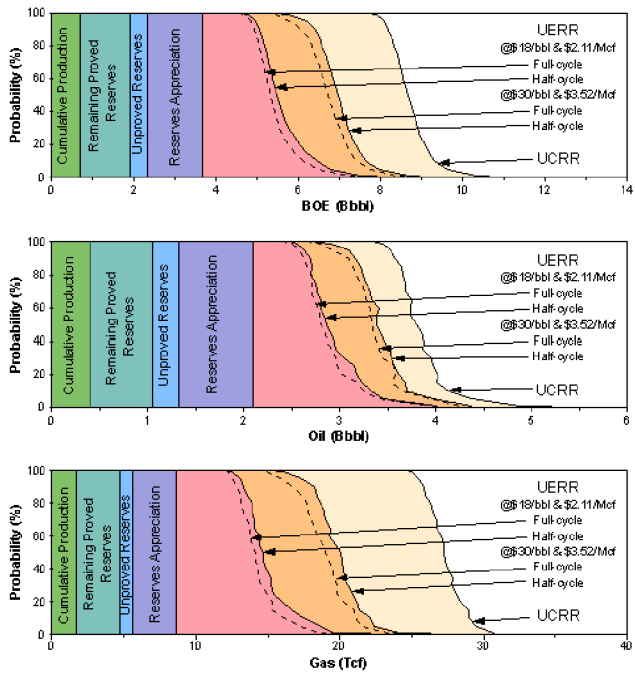 Probability (%)
100
80
60
40
20
0
Cumulative Production
Remaining Proved
Reserves
Unproved Reserves
Reserves Appreciation
UERR
@$18/bbl & $2.11/Mcf
Full-cycle
Half-cycle
@$30/bbl & $3.52/Mcf
Full-cycle
Half-cycle
UCRR
0 2 4 6 8 10 12 14
BOE (Bbbl)
Probability (%)
100
80
60
40
20
0
Cumulative Production
Remaining Proved
Reserves
Unproved Reserves
Reserves Appreciation
UERR
@$18/bbl & $2.11/Mcf
Full-cycle
Half-cycle
@$30/bbl & $3.52/Mcf
Full-cycle
Half-cycle
UCRR
0 1 2 3 4 5 6
Oil (Bbbl)
Probability (%)
100
80
60
40
20
0
Cumulative Production
Remaining Proved
Reserves
Unproved Reserves
Reserves Appreciation
UERR
@$18/bbl & $2.11/Mcf
Full-cycle
Half-cycle
@$30/bbl & $3.52/Mcf
Full-cycle
Half-cycle
UCRR
0 10 20 30 40
Gas (Tcf)